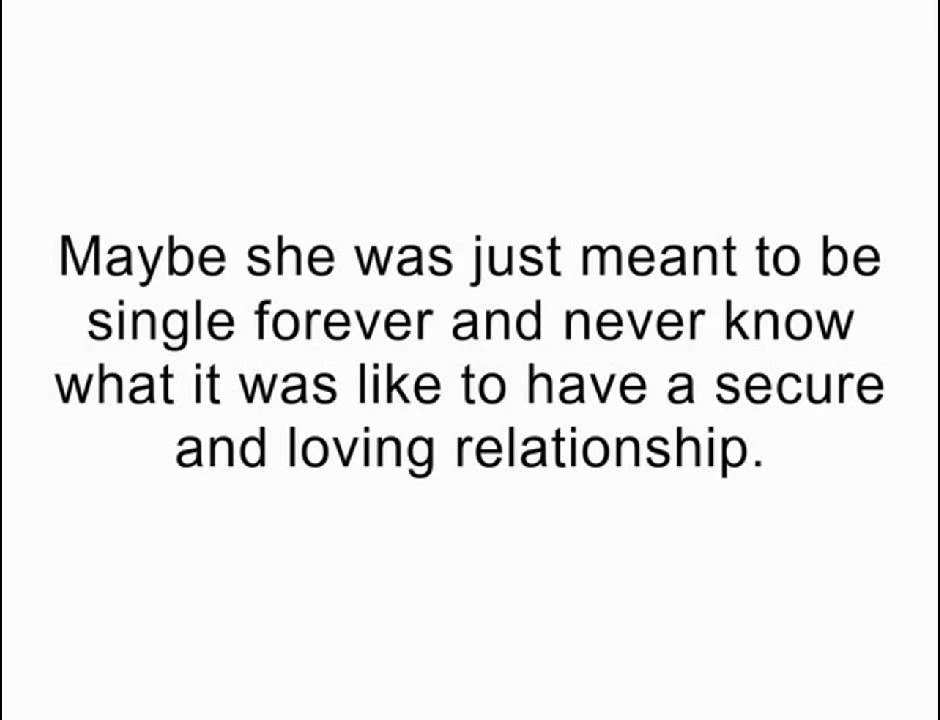 Maybe she was just meant to be
single forever and never know
what it was like to have a secure
and loving relationship.